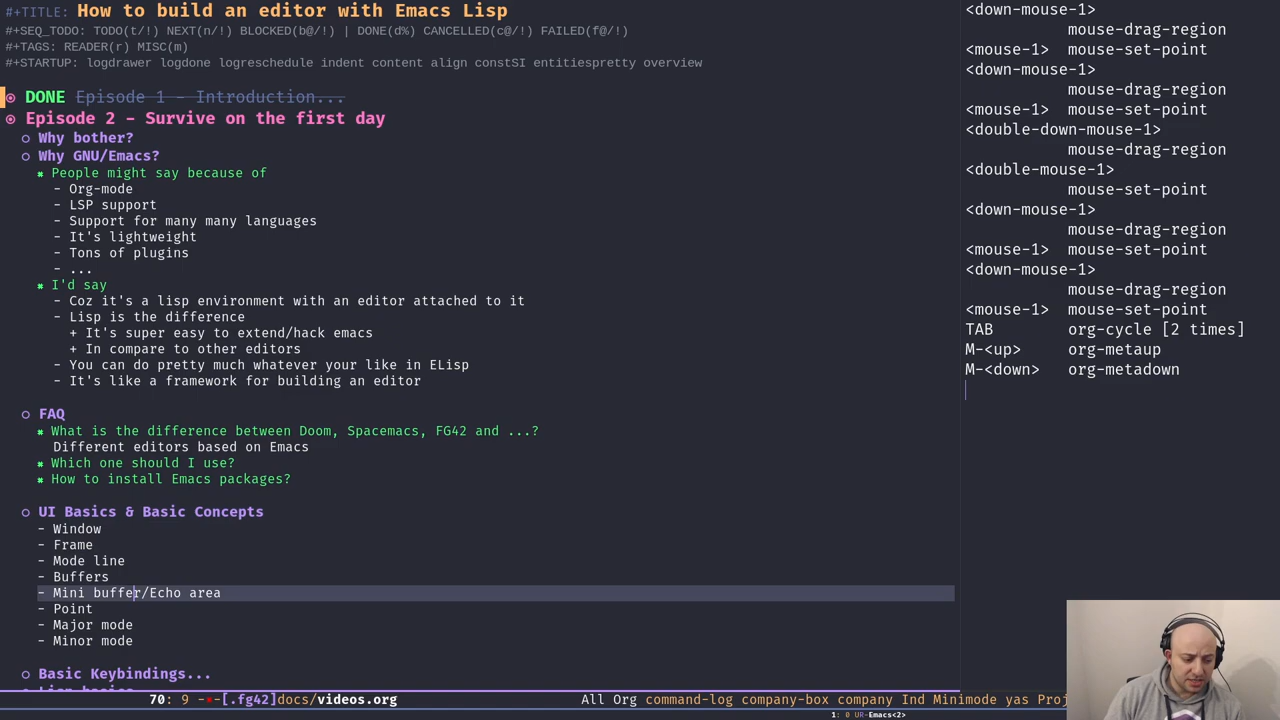 #+TITLE: How to build an editor with Emacs Lisp
#+SEQ_TODO: TODO(t/!) NEXT(n/!) BLOCKED(b@/!) | DONE(d%) CANCELLED(c@/!) FAILED(f@/!)
#+TAGS: READER(r) MISC(m)
#+STARTUP: logdrawer logdone logreschedule indent content align constSI entitiespretty overview
DONE Episode 1 - Introduction...
Episode 2 - Survive on the first day
Why bother?
Why GNU/Emacs?
People might say because of
- Org-mode
- LSP support
- Support for many many languages
- It's lightweight
- Tons of plugins
- ...
I'd say
- Coz it's a lisp environment with an editor attached to it
- Lisp is the difference
+ It's super easy to extend/hack emacs
+ In compare to other editors
- You can do pretty much whatever your like in ELisp
- It's like a framework for building an editor
FAQ
What is the difference between Doom, Spacemacs, FG42 and ...?
Different editors based on Emacs
Which one should I use?
How to install Emacs packages?
UI Basics & Basic Concepts
- Window
- Frame
- Mode line
- Buffers
- Mini buffer/Echo area
- Point
- Major mode
- Minor mode
Basic Keybindings...
70: 9 -*-[.fg42]docs/videos.org All Org command-log company-box company Ind Minimode yas Proj
1: 0 UR-Emacs<2>
<down-mouse-1>
mouse-drag-region
<mouse-1> mouse-set-point
<down-mouse-1>
mouse-drag-region
<mouse-1> mouse-set-point
<double-down-mouse-1>
mouse-drag-region
<double-mouse-1>
mouse-set-point
<down-mouse-1>
mouse-drag-region
<mouse-1> mouse-set-point
<down-mouse-1>
mouse-drag-region
<mouse-1> mouse-set-point
TAB org-cycle [2 times]
M-<up> org-metaup
M-<down> org-metadown